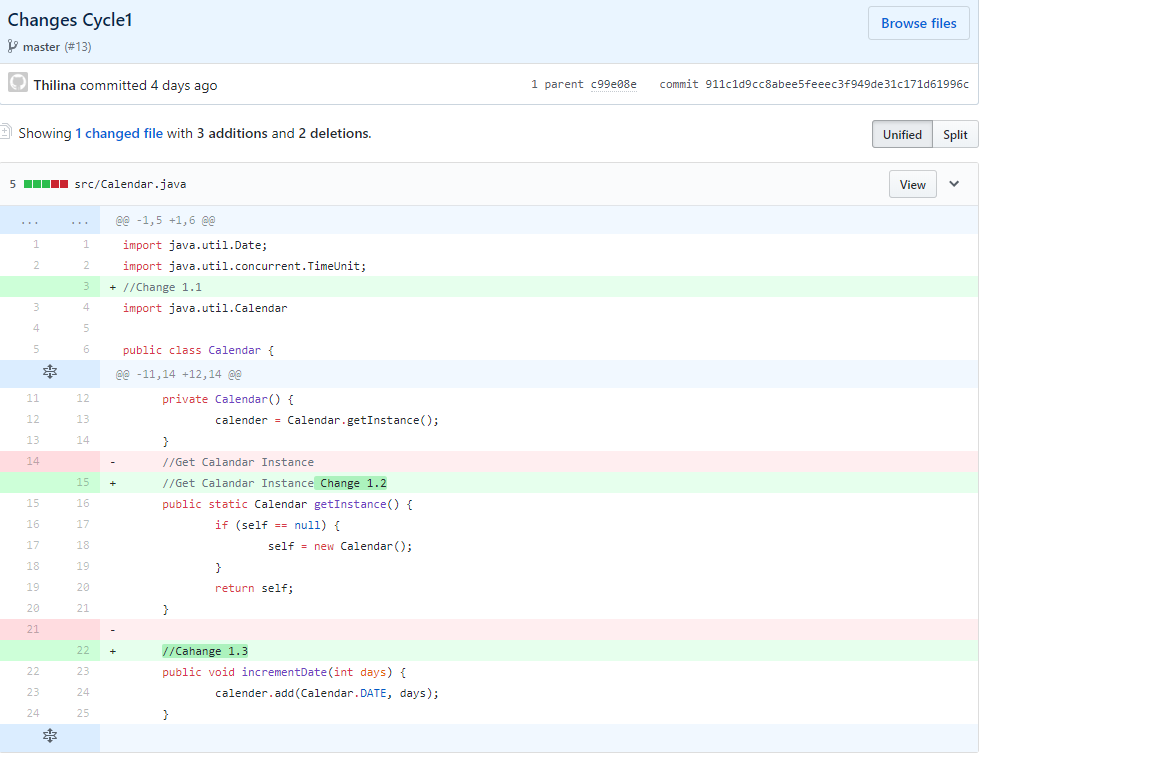 Changes Cycle1
Browse files
master (#13)
Thilina committed 4 days ago 1 parent c99e08e commit 911c1d9cc8abee5feeec3f949de31c171d61996c
Showing 1 changed file with 3 additions and 2 deletions.
Unified Split
5 src/Calendar.java View
... ... @@ -1,5 +1,6 @@
1 1 import java.util.Date;
2 2 import java.util.concurrent.TimeUnit;
3 + //Change 1.1
3 4 import java.util.Calendar
4 5
5 6 public class Calendar {
@@ -11,14 +12,14 @@
11 12 private Calendar() {
12 13 calender = Calendar.getInstance();
13 14 }
14 - //Get Calandar Instance
15 + //Get Calandar Instance Change 1.2
15 16 public static Calendar getInstance() {
16 17 if (self == null) {
17 18 self = new Calendar();
18 19 }
19 20 return self;
20 21 }
21 -
22 + //Cahange 1.3
22 23 public void incrementDate(int days) {
23 24 calender.add(Calendar.DATE, days);
24 25 }